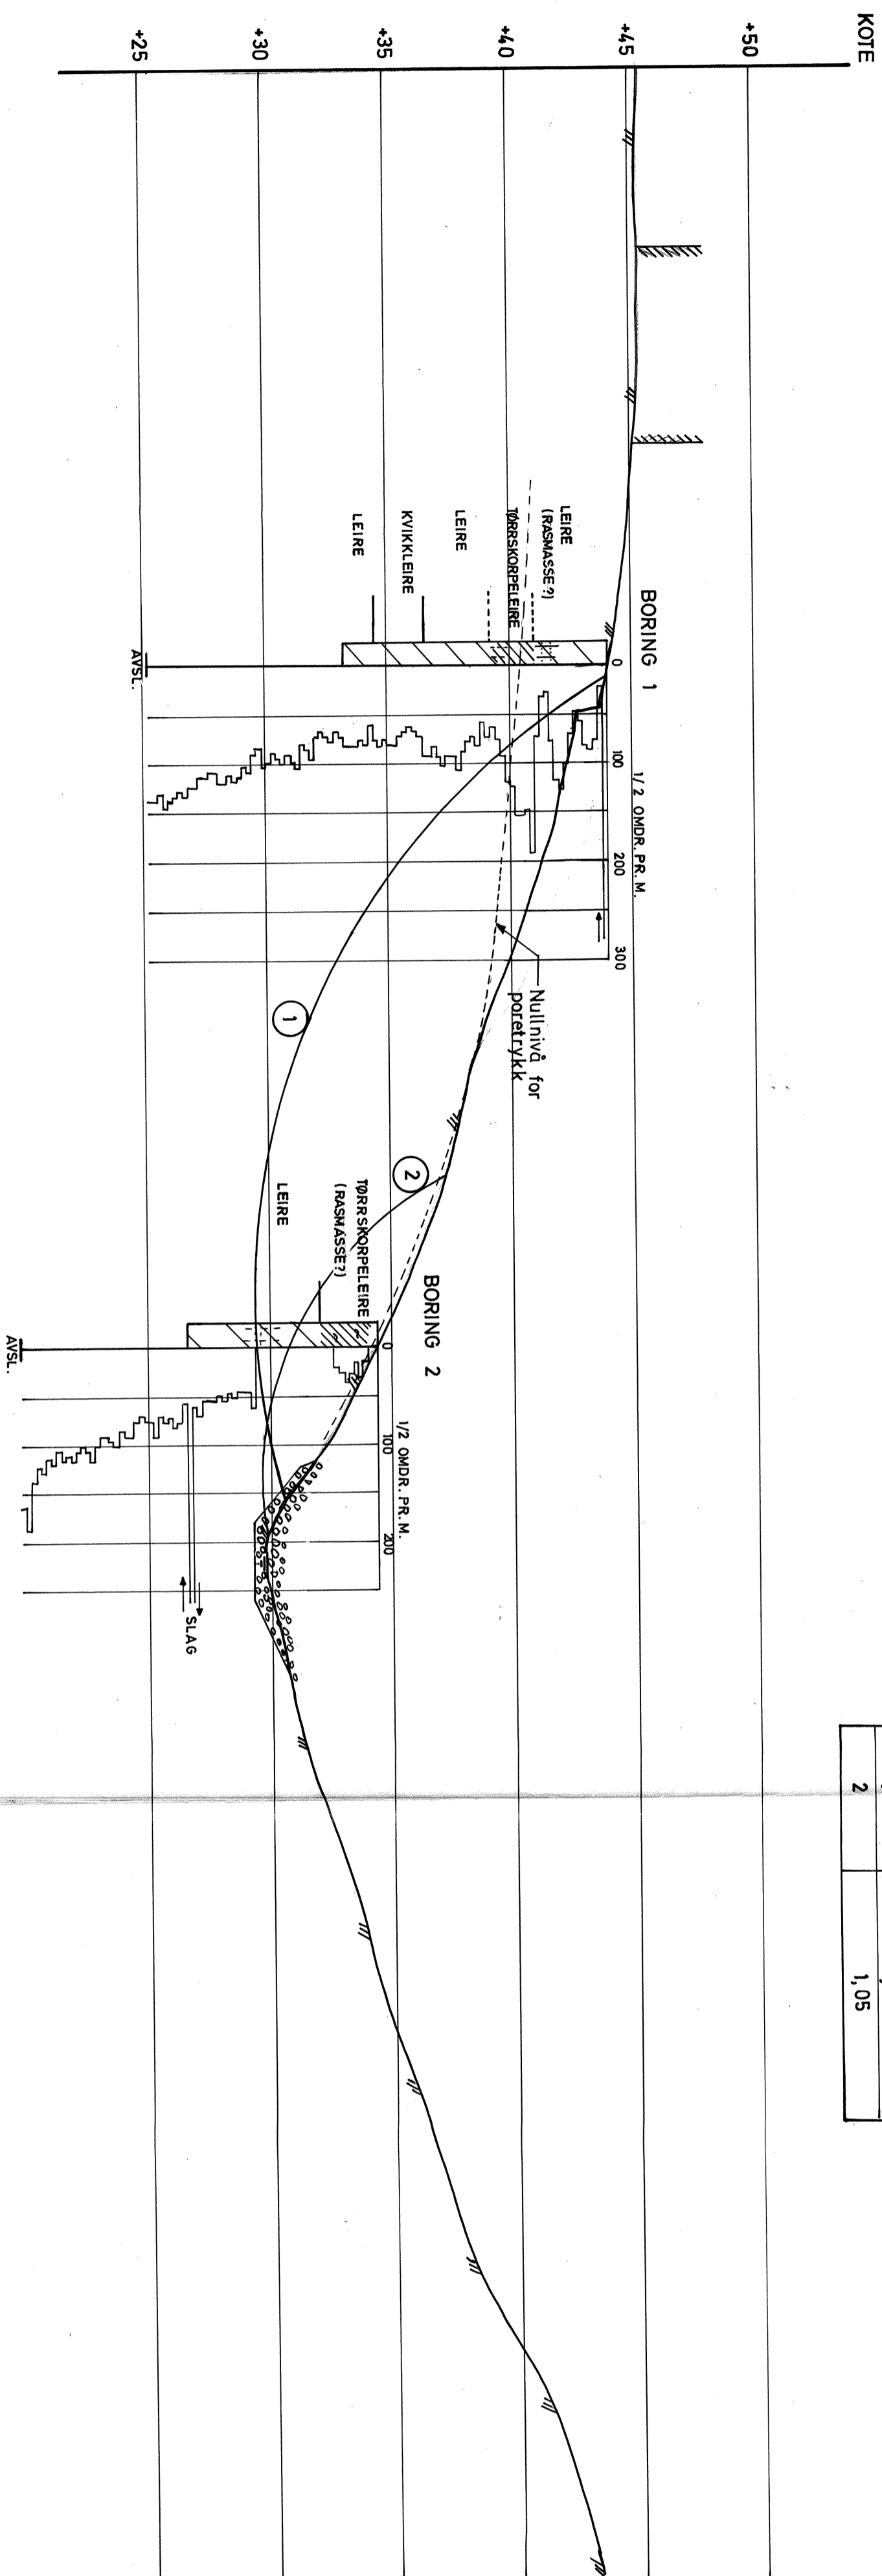 KOTE
+50
+45
+40
+35
+30
+25
BORING 1
0
100
200
300
1/2 OMDR. PR. M.
LEIRE
(RASMASSE?)
TØRRSKORPELEIRE
LEIRE
KVIKKLEIRE
LEIRE
AVSL.
Nullnivå for
poretrykk
1
2
BORING 2
0
100
200
1/2 OMDR. PR. M.
TØRRSKORPELEIRE
(RASMASSE?)
LEIRE
AVSL.
SLAG
2
1,05